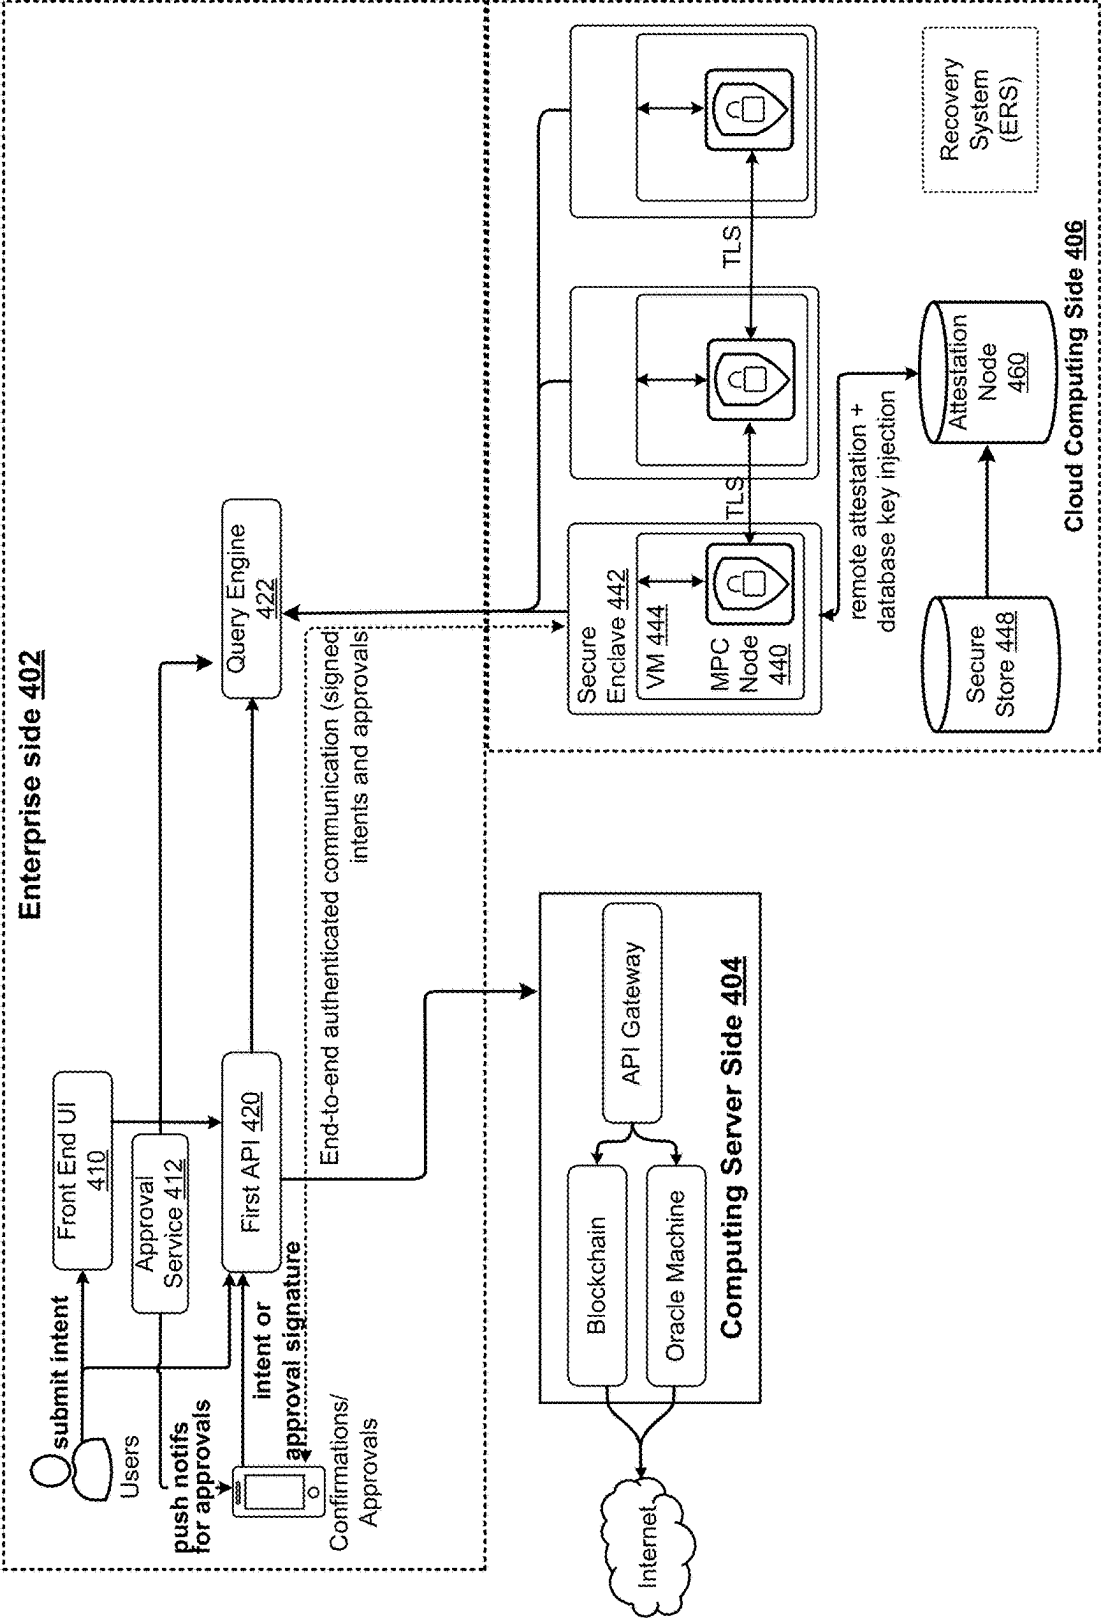 Enterprise side 402
submit intent
Users
push notifs
for approvals
Front End UI
410
Approval
Service 412
First API 420
intent or
approval signature
Confirmations/
Approvals
Query Engine
422
End-to-end authenticated communication (signed
intents and approvals
Secure
Enclave 442
VM 444
MPC
Node
440
TLS
TLS
remote attestation +
database key injection
Secure
Store 448
Attestation
Node
460
Recovery
System
(ERS)
Cloud Computing Side 406
API Gateway
Blockchain
Oracle Machine
Computing Server Side 404
Internet